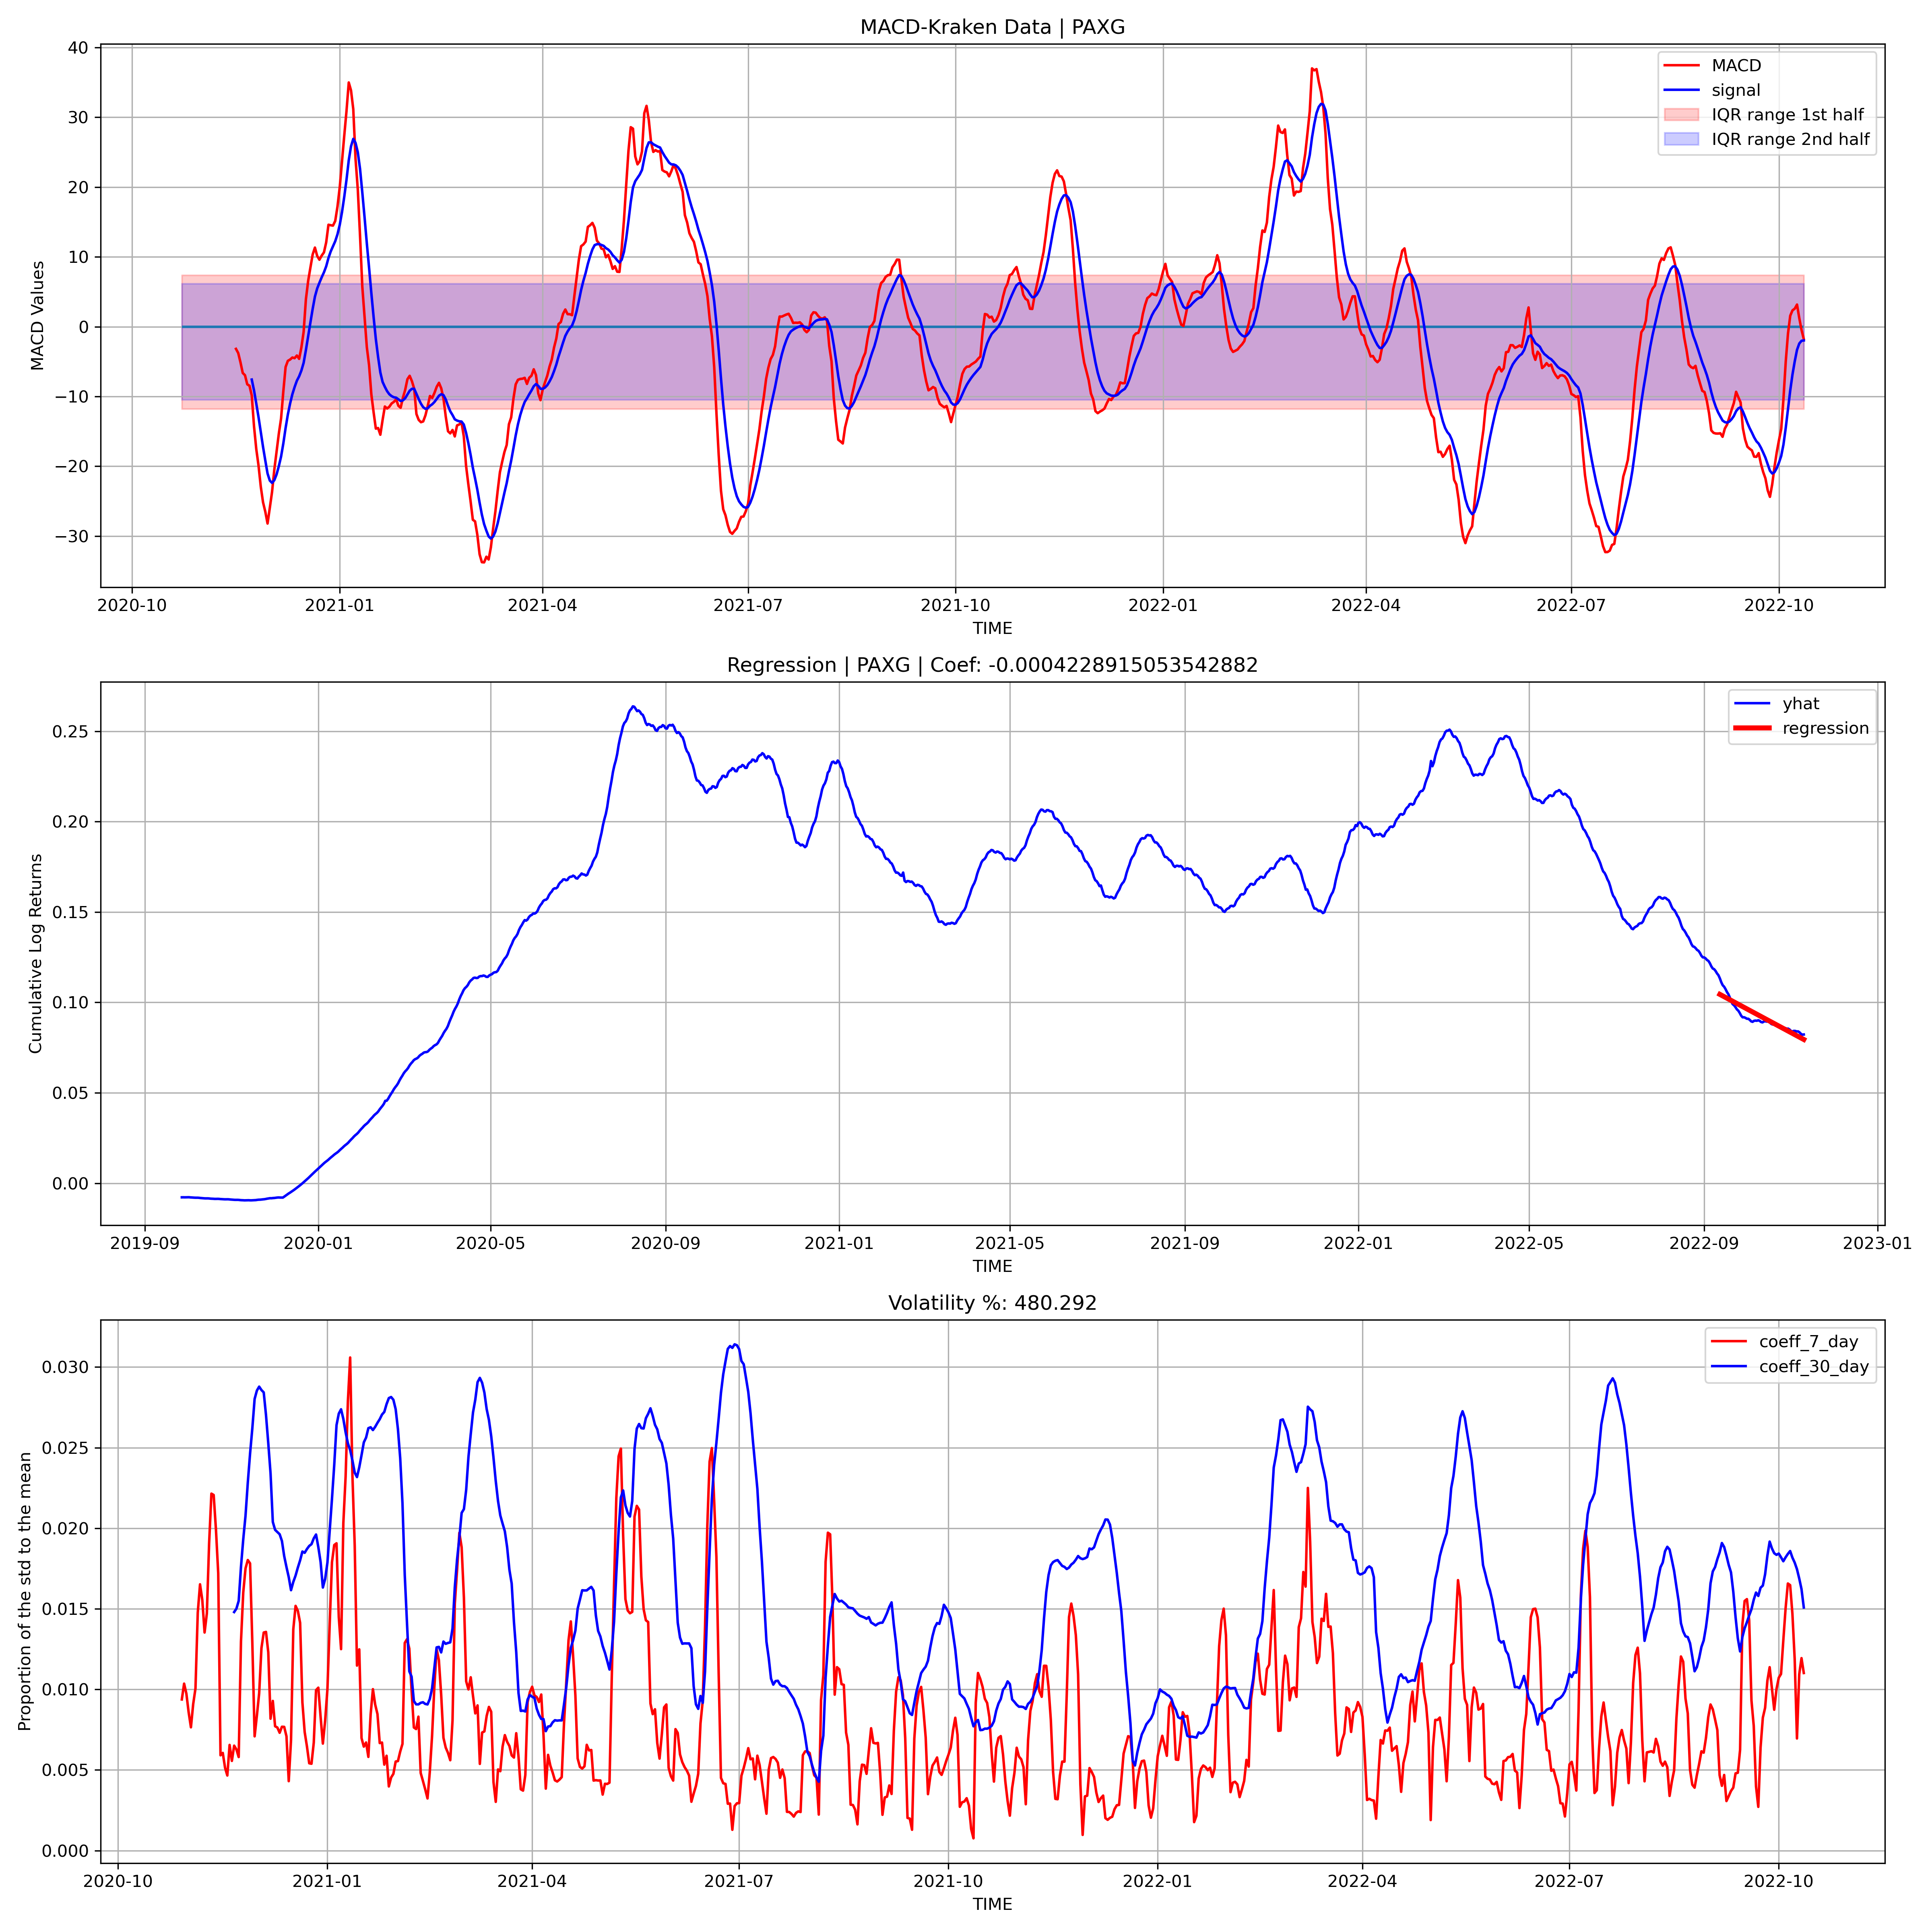 MACD-Kraken Data | PAXG
MACD Values
40
30
20
10
0
−10
−20
−30
MACD
signal
IQR range 1st half
IQR range 2nd half
2020-10 2021-01 2021-04 2021-07 2021-10 2022-01 2022-04 2022-07 2022-10
TIME
Regression | PAXG | Coef: -0.0004228915053542882
Cumulative Log Returns
0.25
0.20
0.15
0.10
0.05
0.00
yhat
regression
2019-09 2020-01 2020-05 2020-09 2021-01 2021-05 2021-09 2022-01 2022-05 2022-09 2023-01
TIME
Volatility %: 480.292
Proportion of the std to the mean
0.030
0.025
0.020
0.015
0.010
0.005
0.000
coeff_7_day
coeff_30_day
2020-10 2021-01 2021-04 2021-07 2021-10 2022-01 2022-04 2022-07 2022-10
TIME